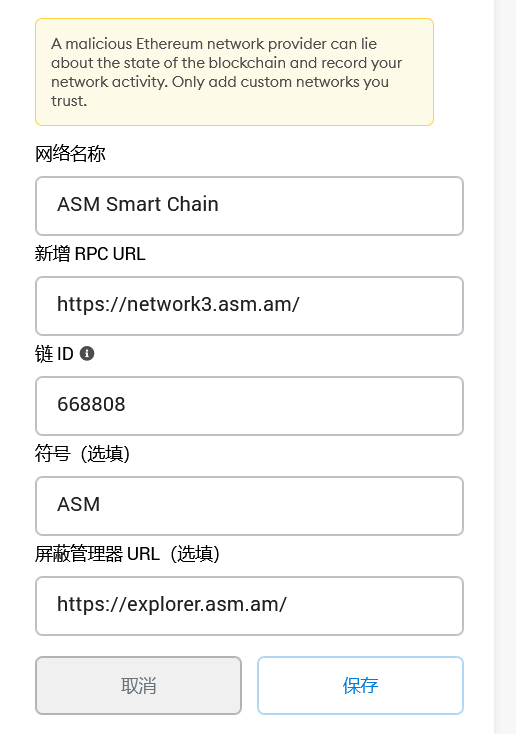 A malicious Ethereum network provider can lie
about the state of the blockchain and record your
network activity. Only add custom networks you
trust.
网络名称
ASM Smart Chain
新增 RPC URL
https://network3.asm.am/
链 ID
668808
符号（选填）
ASM
屏蔽管理器 URL（选填）
https://explorer.asm.am/
取消
保存